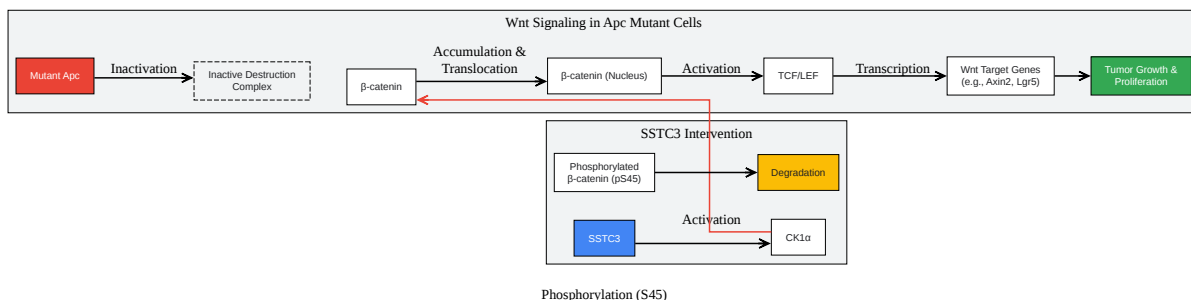 Wnt Signaling in Apc Mutant Cells
Mutant Apc
Inactivation
Inactive Destruction
Complex
β-catenin
Accumulation &
Translocation
β-catenin (Nucleus)
Activation
TCF/LEF
Transcription
Wnt Target Genes
(e.g., Axin2, Lgr5)
Tumor Growth &
Proliferation
SSTC3 Intervention
Phosphorylated
β-catenin (pS45)
Degradation
SSTC3
Activation
CK1α
Phosphorylation (S45)